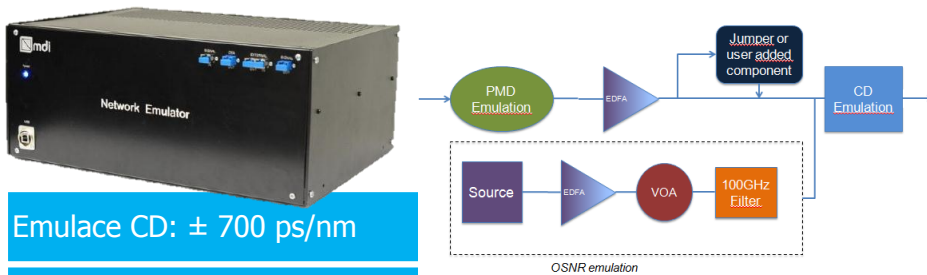 mdl
Network Emulator
Emulace CD: ± 700 ps/nm
PMD
Emulation
EDFA
Jumper or
user added
component
CD
Emulation
Source
EDFA
VOA
100GHz
Filter
OSNR emulation